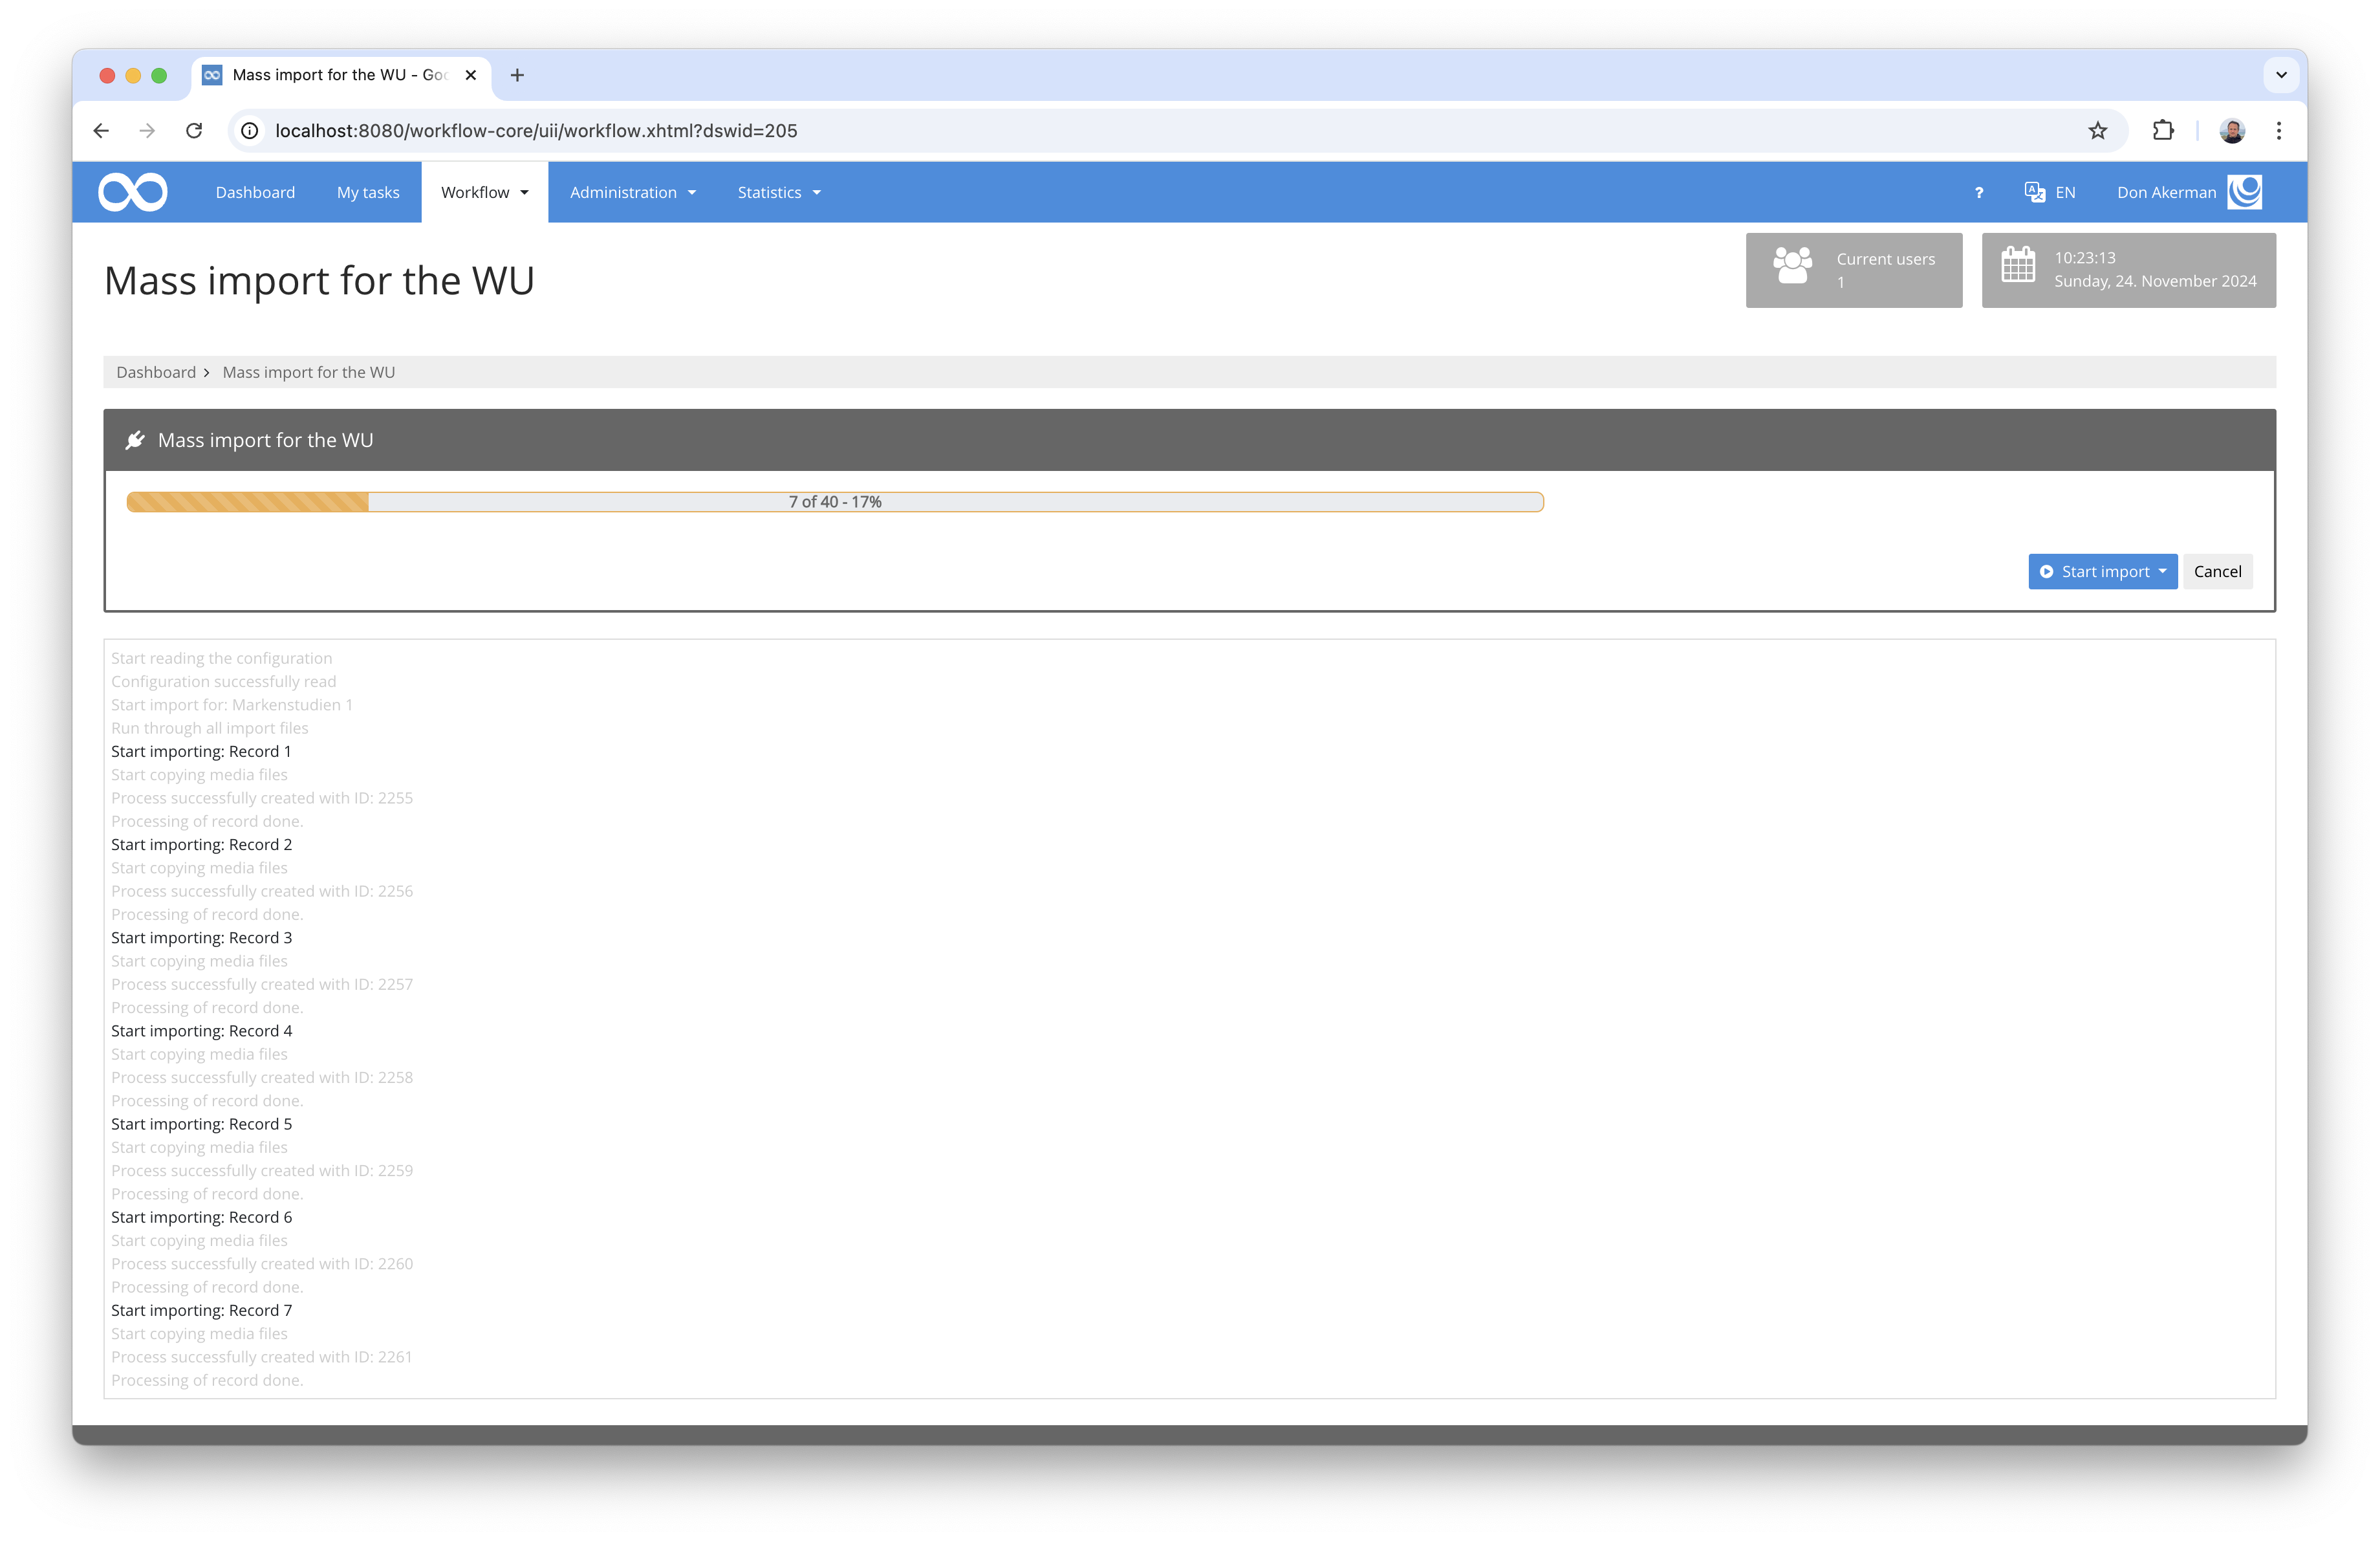 Mass import for the WU - Goo
localhost:8080/workflow-core/uii/workflow.xhtml?dswid=205
Dashboard My tasks Workflow Administration Statistics ? EN Don Akerman
Mass import for the WU
Current users
1
10:23:13
Sunday, 24. November 2024
Dashboard > Mass import for the WU
Mass import for the WU
7 of 40 - 17%
Start import Cancel
Start reading the configuration
Configuration successfully read
Start import for: Markenstudien 1
Run through all import files
Start importing: Record 1
Start copying media files
Process successfully created with ID: 2255
Processing of record done.
Start importing: Record 2
Start copying media files
Process successfully created with ID: 2256
Processing of record done.
Start importing: Record 3
Start copying media files
Process successfully created with ID: 2257
Processing of record done.
Start importing: Record 4
Start copying media files
Process successfully created with ID: 2258
Processing of record done.
Start importing: Record 5
Start copying media files
Process successfully created with ID: 2259
Processing of record done.
Start importing: Record 6
Start copying media files
Process successfully created with ID: 2260
Processing of record done.
Start importing: Record 7
Start copying media files
Process successfully created with ID: 2261
Processing of record done.